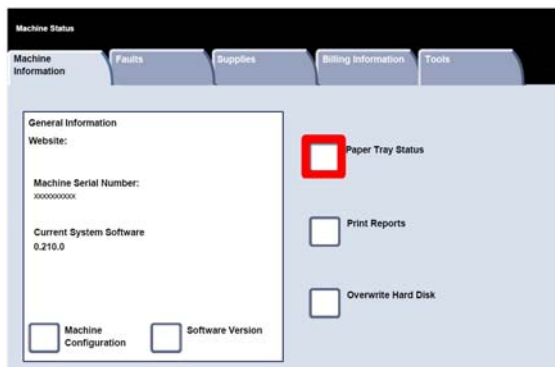 Machine Status
Machine
Information
Faults
Supplies
Billing Information
Tools
General Information
Website:
Machine Serial Number:
xxxxxxxxxx
Current System Software
0.210.0
Machine
Configuration
Software Version
Paper Tray Status
Print Reports
Overwrite Hard Disk